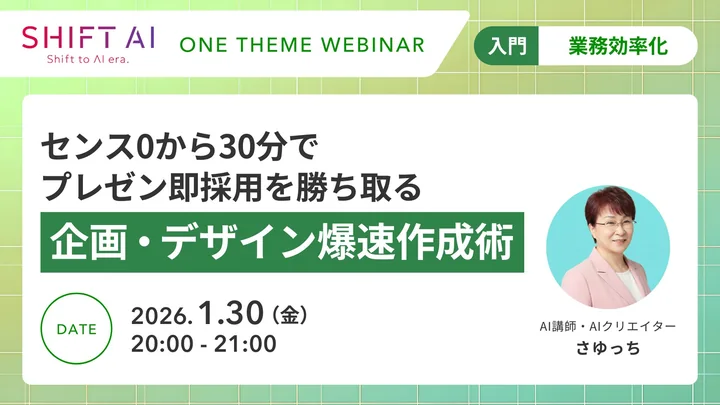 SHIFT AI
Shift to AI era.
ONE THEME WEBINAR
入門
業務効率化
センス0から30分で
プレゼン即採用を勝ち取る
企画・デザイン爆速作成術
DATE
2026. 1.30（金）
20:00 - 21:00
AI講師・AIクリエイター
さゆっち